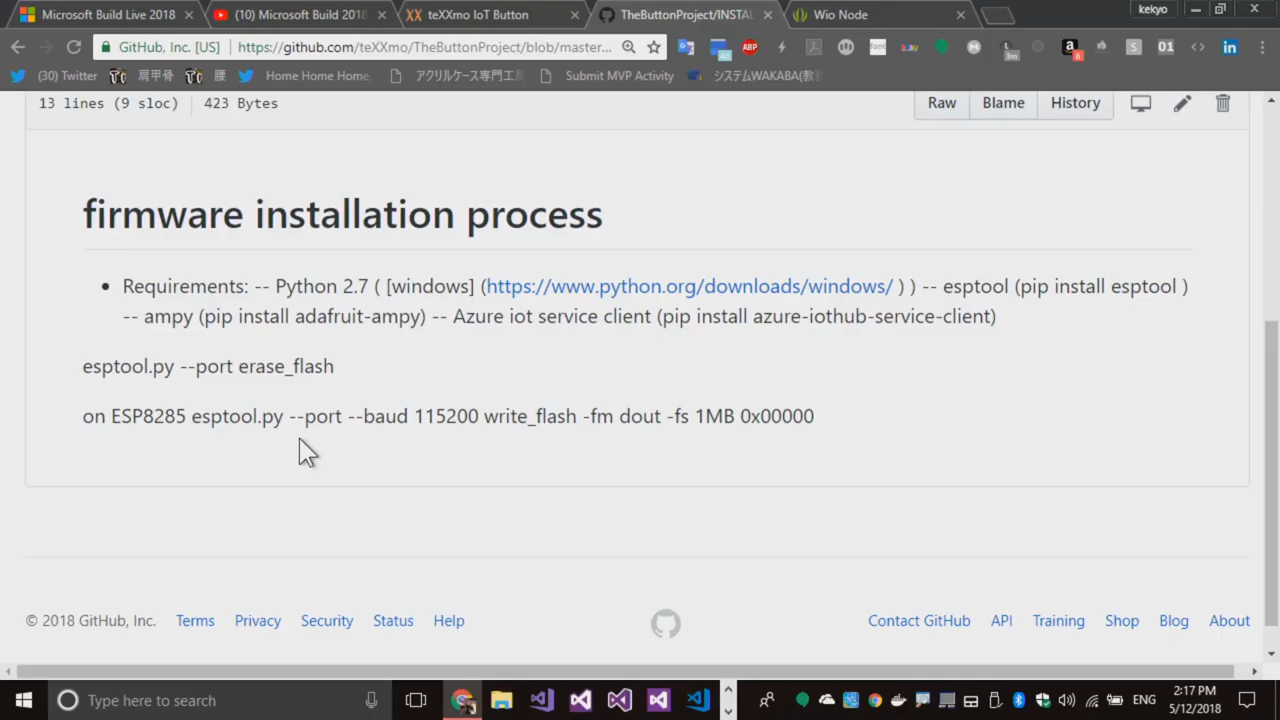 Microsoft Build Live 2018
(10) Microsoft Build 2018
teXXmo IoT Button
TheButtonProject/INSTAL
Wio Node
kekyo
GitHub, Inc. [US]
https://github.com/teXXmo/TheButtonProject/blob/master...
(30) Twitter
肩甲骨
腰
Home Home Home
アクリルケース専門工房
Submit MVP Activity
システムWAKABA(教
13 lines (9 sloc)
423 Bytes
Raw
Blame
History
firmware installation process
Requirements: -- Python 2.7 ( [windows] (https://www.python.org/downloads/windows/ ) ) -- esptool (pip install esptool )
-- ampy (pip install adafruit-ampy) -- Azure iot service client (pip install azure-iothub-service-client)
esptool.py --port erase_flash
on ESP8285 esptool.py --port --baud 115200 write_flash -fm dout -fs 1MB 0x00000
© 2018 GitHub, Inc.
Terms
Privacy
Security
Status
Help
Contact GitHub
API
Training
Shop
Blog
About
Type here to search
ENG
2:17 PM
5/12/2018